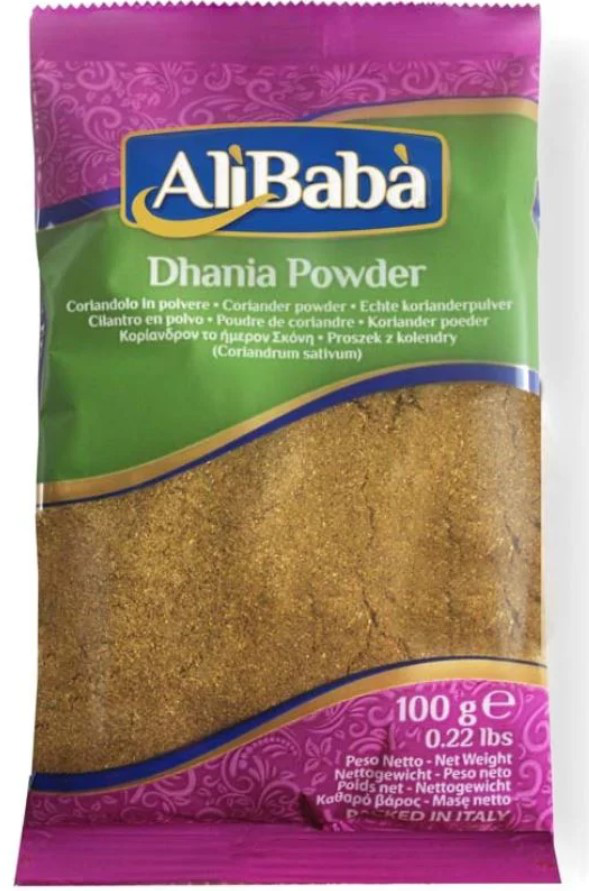 AlìBabà
Dhania Powder
Coriandolo in polvere • Coriander powder • Echte korianderpulver
Cilantro en polvo • Poudre de coriandre • Koriander poeder
Κορίανδρον το ήμερον Σκόνη • Proszek z kolendry
(Coriandrum sativum)
100 g ℮
0.22 lbs
Peso Netto - Net Weight
Nettogewicht - Peso neto
Poids net - Nettogewicht
Καθαρό βάρος - Masę netto
PACKED IN ITALY